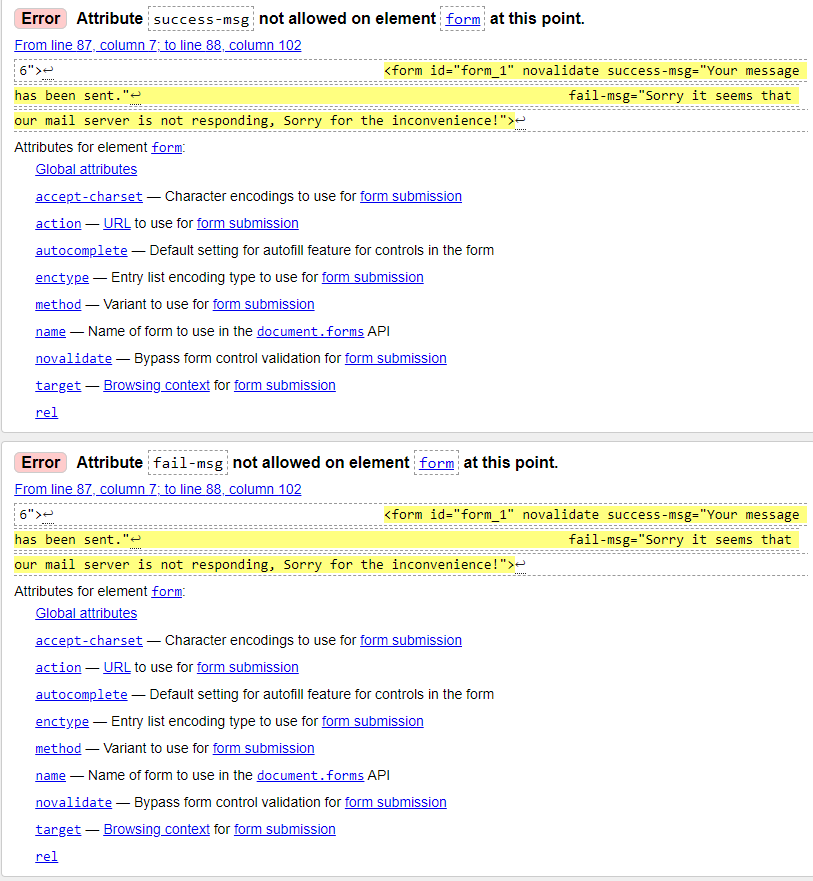 Error Attribute success-msg not allowed on element form at this point.
From line 87, column 7; to line 88, column 102
6">↩ <form id="form_1" novalidate success-msg="Your message
has been sent."↩ fail-msg="Sorry it seems that
our mail server is not responding, Sorry for the inconvenience!">↩
Attributes for element form:
Global attributes
accept-charset — Character encodings to use for form submission
action — URL to use for form submission
autocomplete — Default setting for autofill feature for controls in the form
enctype — Entry list encoding type to use for form submission
method — Variant to use for form submission
name — Name of form to use in the document.forms API
novalidate — Bypass form control validation for form submission
target — Browsing context for form submission
rel
Error Attribute fail-msg not allowed on element form at this point.
From line 87, column 7; to line 88, column 102
6">↩ <form id="form_1" novalidate success-msg="Your message
has been sent."↩ fail-msg="Sorry it seems that
our mail server is not responding, Sorry for the inconvenience!">↩
Attributes for element form:
Global attributes
accept-charset — Character encodings to use for form submission
action — URL to use for form submission
autocomplete — Default setting for autofill feature for controls in the form
enctype — Entry list encoding type to use for form submission
method — Variant to use for form submission
name — Name of form to use in the document.forms API
novalidate — Bypass form control validation for form submission
target — Browsing context for form submission
rel